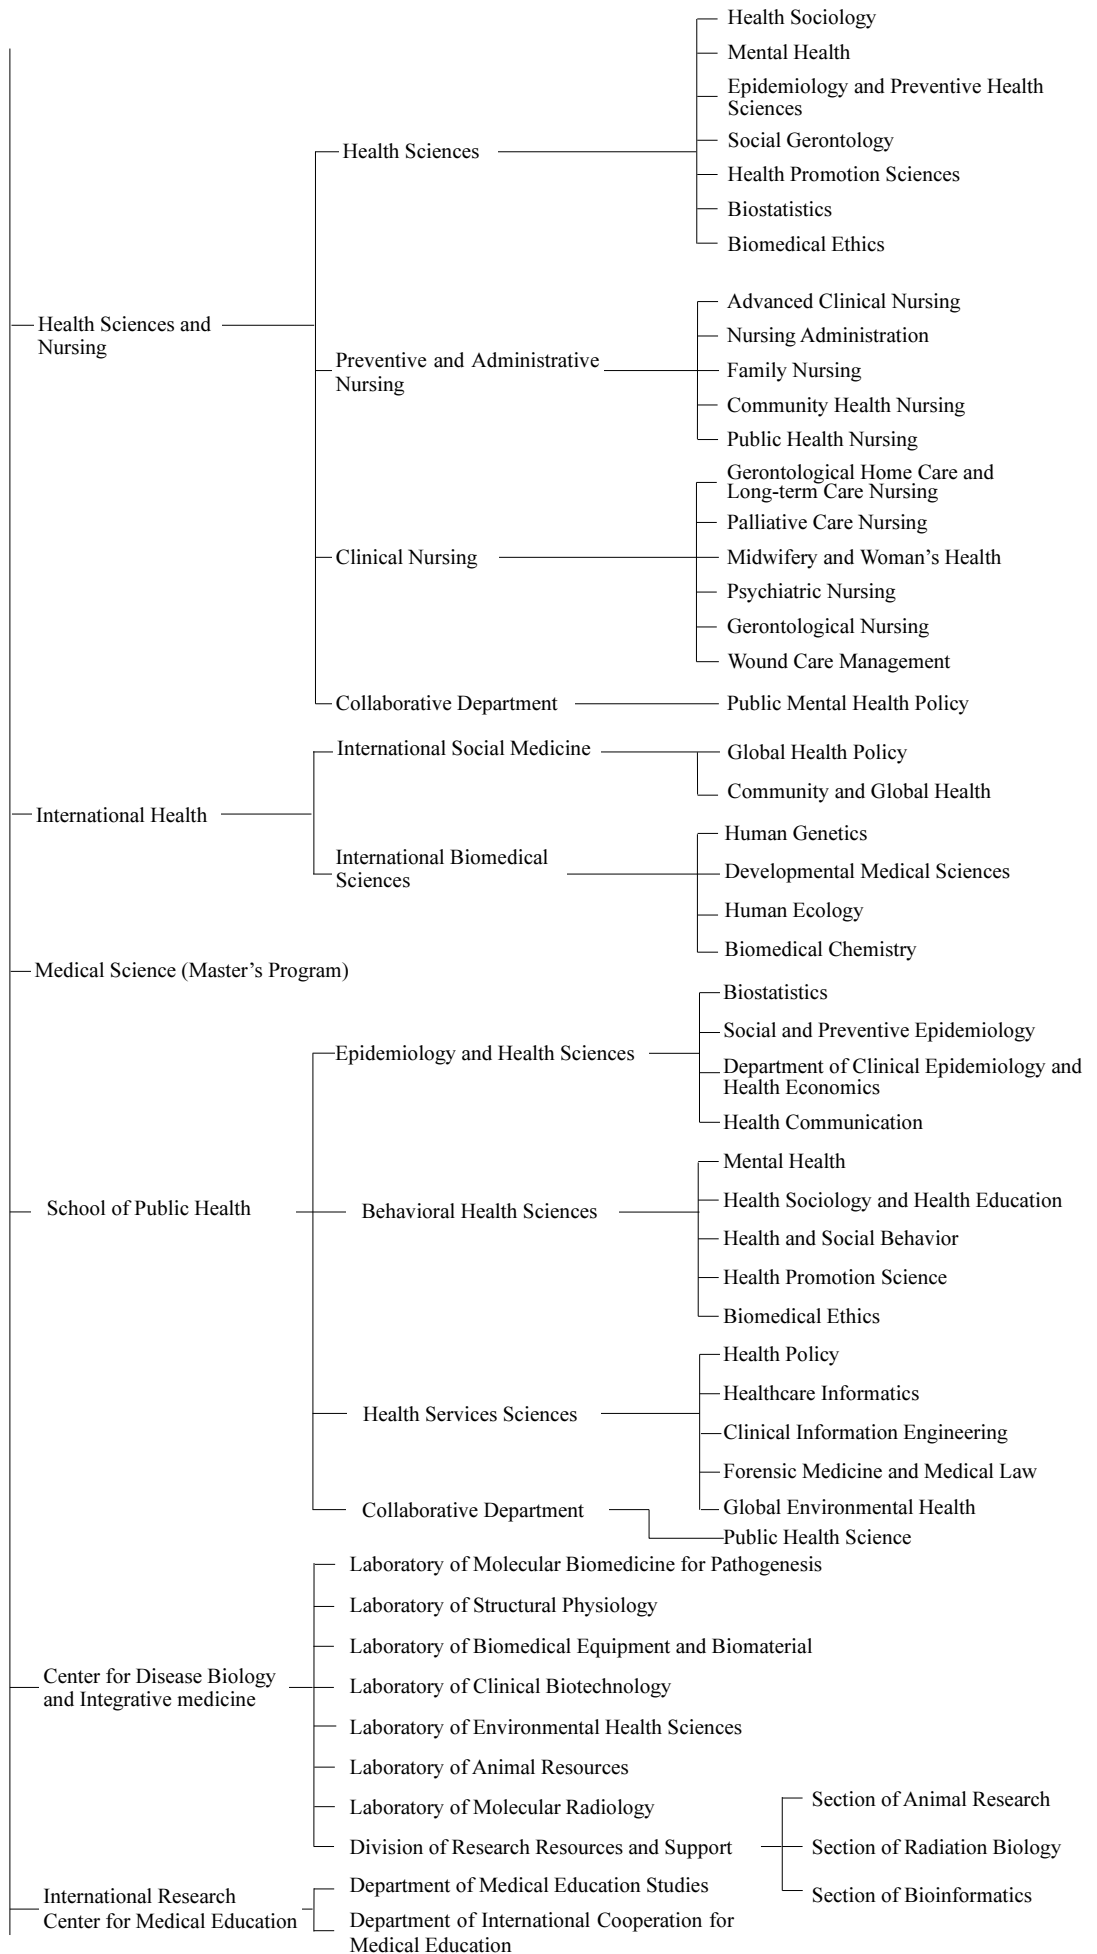 Health Sociology
Mental Health
Epidemiology and Preventive Health
Sciences
Health Sciences
Social Gerontology
Health Promotion Sciences
Biostatistics
Biomedical Ethics
Health Sciences and
Nursing
Advanced Clinical Nursing
Nursing Administration
Preventive and Administrative
Nursing
Family Nursing
Community Health Nursing
Public Health Nursing
Gerontological Home Care and
Long-term Care Nursing
Palliative Care Nursing
Clinical Nursing
Midwifery and Woman’s Health
Psychiatric Nursing
Gerontological Nursing
Wound Care Management
Collaborative Department
Public Mental Health Policy
International Social Medicine
Global Health Policy
Community and Global Health
International Health
Human Genetics
International Biomedical
Sciences
Developmental Medical Sciences
Human Ecology
Biomedical Chemistry
Medical Science (Master’s Program)
Biostatistics
Social and Preventive Epidemiology
Epidemiology and Health Sciences
Department of Clinical Epidemiology and
Health Economics
Health Communication
Mental Health
Health Sociology and Health Education
School of Public Health
Behavioral Health Sciences
Health and Social Behavior
Health Promotion Science
Biomedical Ethics
Health Policy
Healthcare Informatics
Health Services Sciences
Clinical Information Engineering
Forensic Medicine and Medical Law
Global Environmental Health
Collaborative Department
Public Health Science
Laboratory of Molecular Biomedicine for Pathogenesis
Laboratory of Structural Physiology
Laboratory of Biomedical Equipment and Biomaterial
Center for Disease Biology
and Integrative medicine
Laboratory of Clinical Biotechnology
Laboratory of Environmental Health Sciences
Laboratory of Animal Resources
Laboratory of Molecular Radiology
Division of Research Resources and Support
Section of Animal Research
Section of Radiation Biology
Section of Bioinformatics
International Research
Center for Medical Education
Department of Medical Education Studies
Department of International Cooperation for
Medical Education